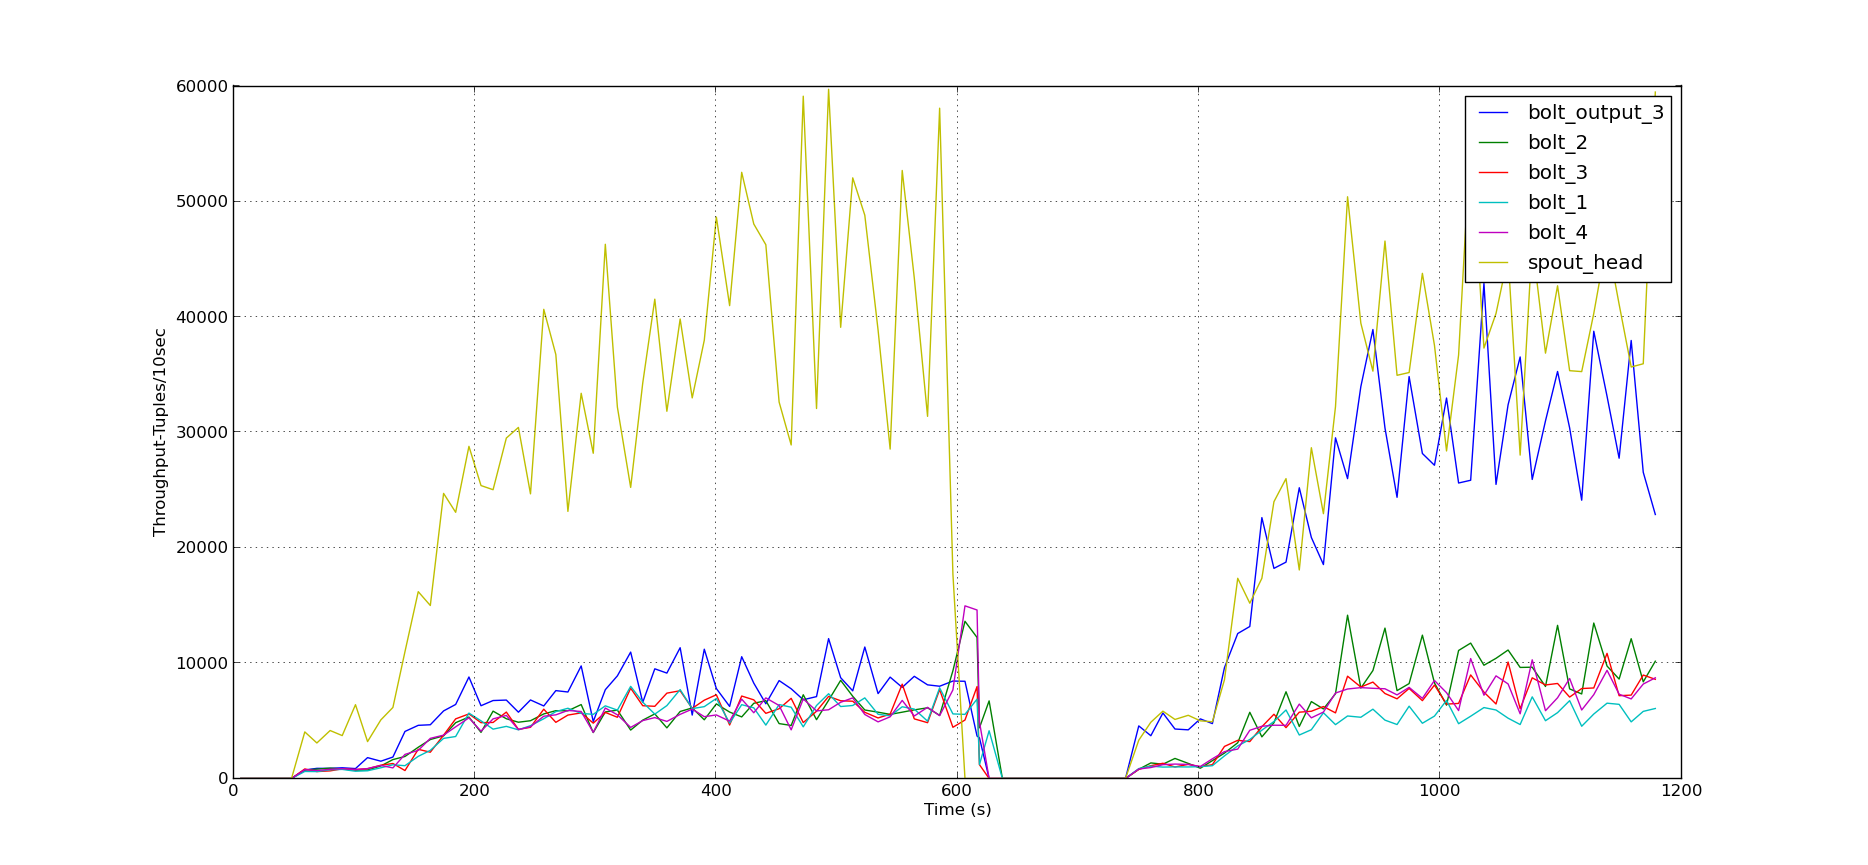 60000
50000
40000
30000
20000
10000
0
Throughput-Tuples/10sec
0 200 400 600 800 1000 1200
Time (s)
bolt_output_3
bolt_2
bolt_3
bolt_1
bolt_4
spout_head